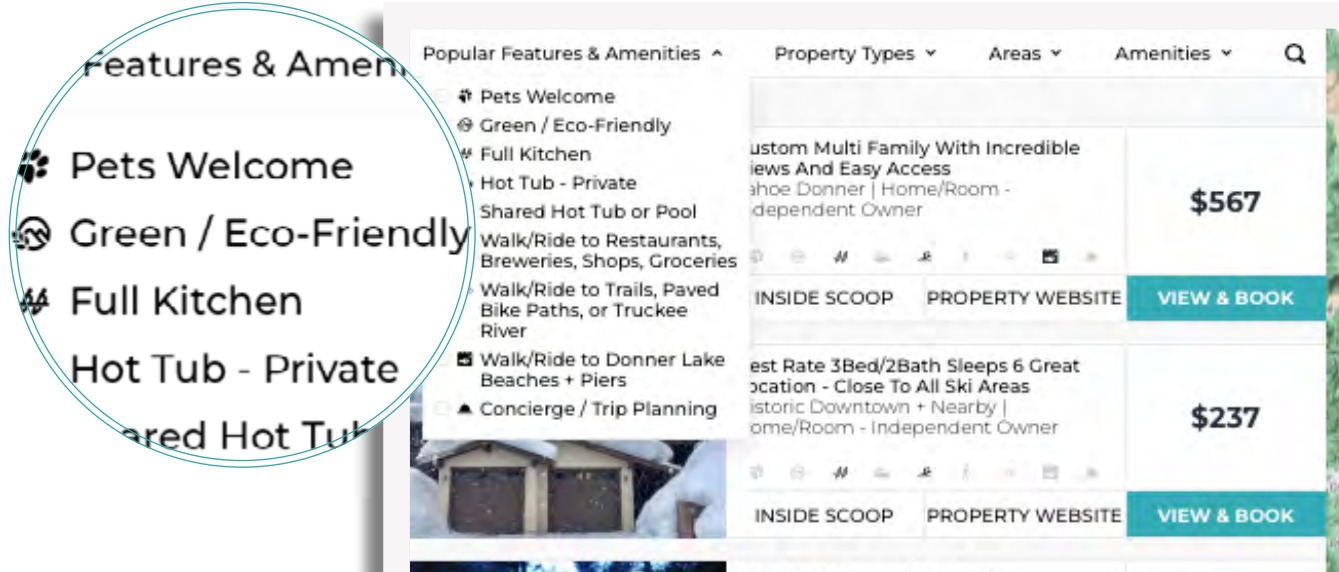 Features & Ameni
Pets Welcome
Green / Eco-Friendly
Full Kitchen
Hot Tub - Private
ared Hot Tub
Popular Features & Amenities
Property Types
Areas
Amenities
Pets Welcome
Green / Eco-Friendly
Full Kitchen
Hot Tub - Private
Shared Hot Tub or Pool
Walk/Ride to Restaurants,
Breweries, Shops, Groceries
Walk/Ride to Trails, Paved
Bike Paths, or Truckee
River
Walk/Ride to Donner Lake
Beaches + Piers
Concierge / Trip Planning
ustom Multi Family With Incredible
iews And Easy Access
ahoe Donner | Home/Room -
dependent Owner
$567
INSIDE SCOOP
PROPERTY WEBSITE
VIEW & BOOK
est Rate 3Bed/2Bath Sleeps 6 Great
ocation - Close To All Ski Areas
istoric Downtown + Nearby |
ome/Room - Independent Owner
$237
INSIDE SCOOP
PROPERTY WEBSITE
VIEW & BOOK